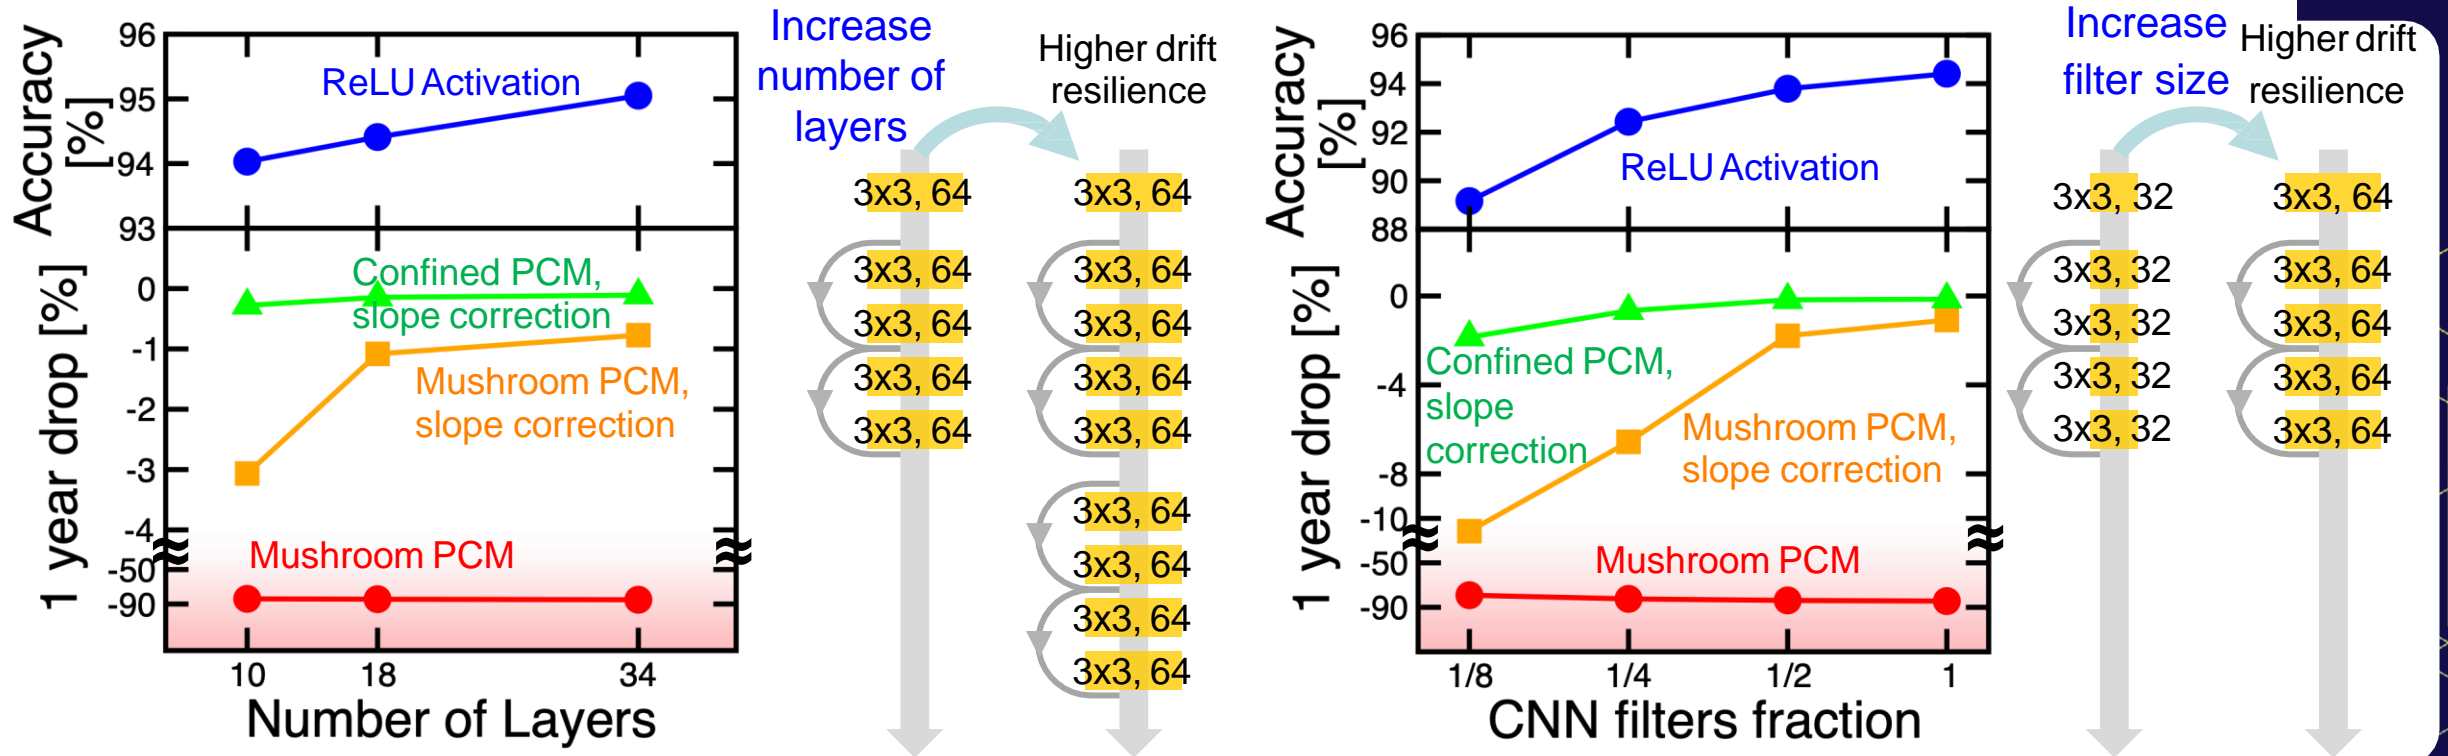 Accuracy
[%]
96
95
94
93
ReLU Activation
1 year drop [%]
0
-1
-2
-3
-4
-50
-90
Confined PCM,
slope correction
Mushroom PCM,
slope correction
Mushroom PCM
10
18
34
Number of Layers
Increase
number of
layers
Higher drift
resilience
3x3, 64
3x3, 64
3x3, 64
3x3, 64
3x3, 64
3x3, 64
3x3, 64
3x3, 64
3x3, 64
3x3, 64
3x3, 64
3x3, 64
3x3, 64
3x3, 64
Accuracy
[%]
96
94
92
90
88
ReLU Activation
1 year drop [%]
0
-4
-8
-10
-50
-90
Confined PCM,
slope
correction
Mushroom PCM,
slope correction
Mushroom PCM
1/8
1/4
1/2
1
CNN filters fraction
Increase
filter size
Higher drift
resilience
3x3, 32
3x3, 32
3x3, 32
3x3, 32
3x3, 32
3x3, 64
3x3, 64
3x3, 64
3x3, 64
3x3, 64